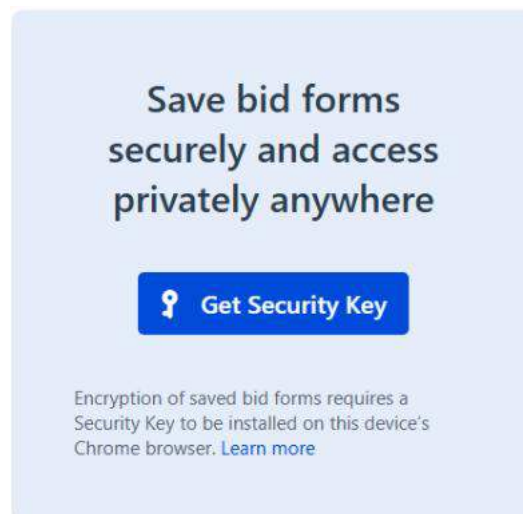 Save bid forms
securely and access
privately anywhere
Get Security Key
Encryption of saved bid forms requires a
Security Key to be installed on this device's
Chrome browser. Learn more